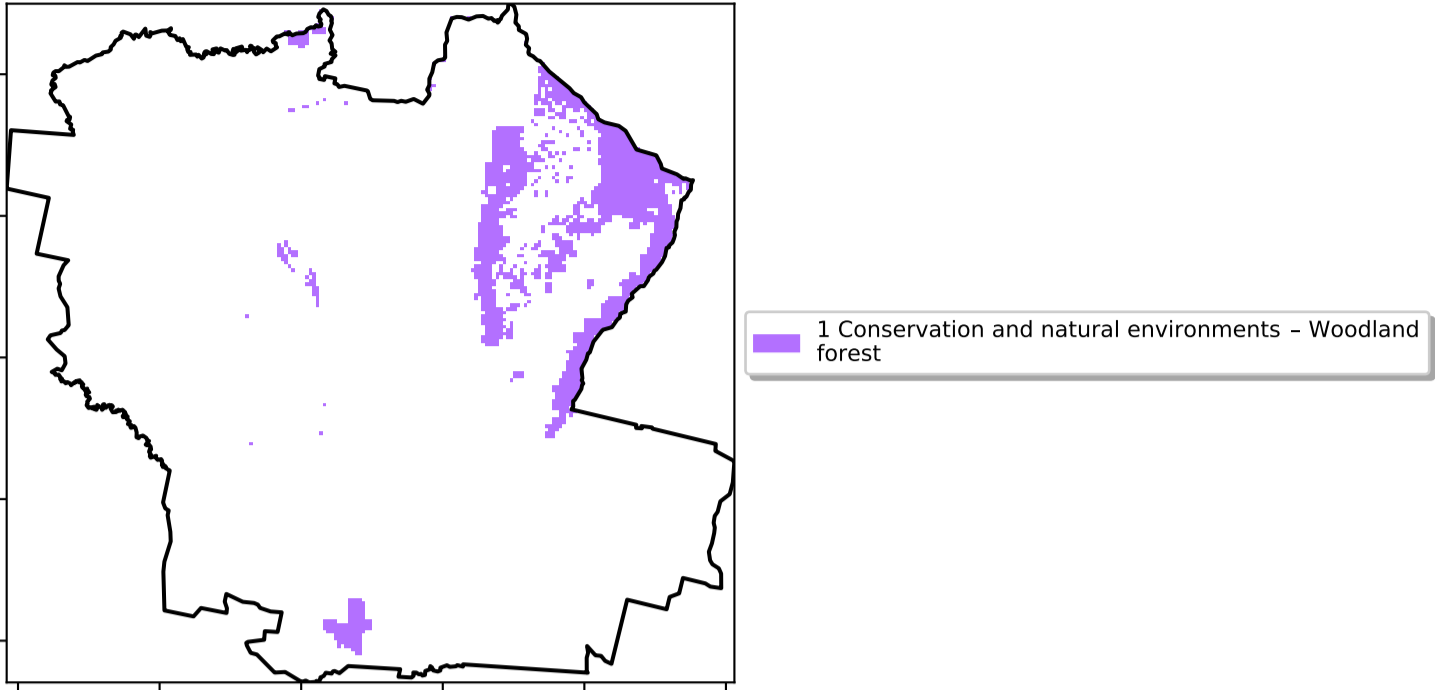 1 Conservation and natural environments – Woodland
forest